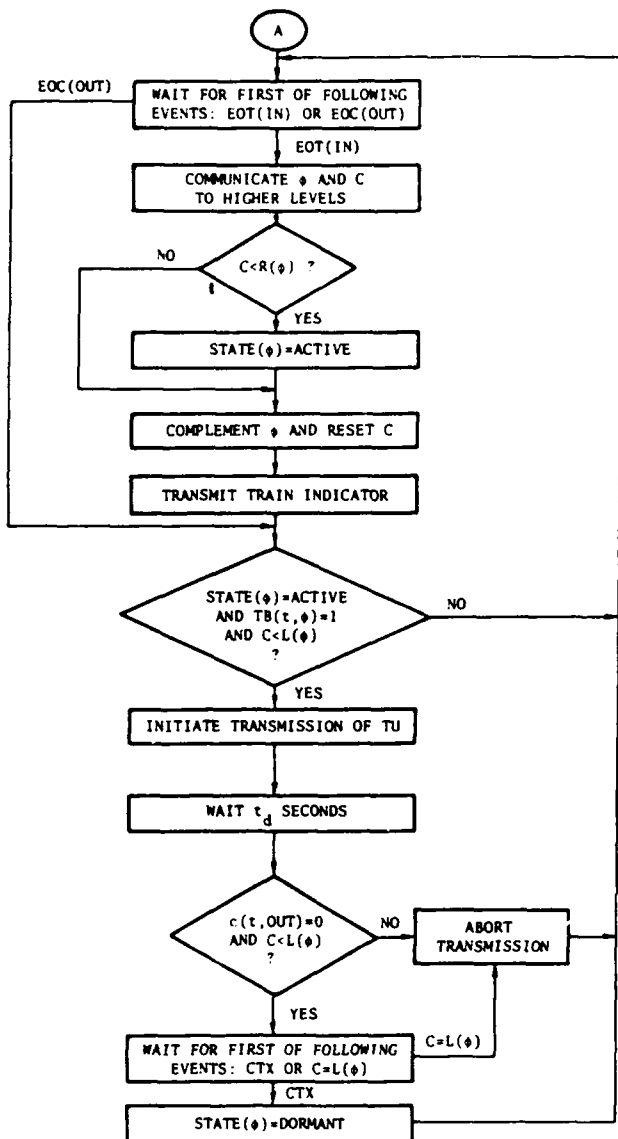 A
EOC(OUT)
WAIT FOR FIRST OF FOLLOWING
EVENTS: EOT(IN) OR EOC(OUT)
EOT(IN)
COMMUNICATE φ AND C
TO HIGHER LEVELS
NO
C<R(φ) ?
t
YES
STATE(φ)=ACTIVE
COMPLEMENT φ AND RESET C
TRANSMIT TRAIN INDICATOR
STATE(φ)=ACTIVE
AND TB(t,φ)=1
AND C<L(φ)
?
NO
YES
INITIATE TRANSMISSION OF TU
WAIT t_d SECONDS
c(t,OUT)=0
AND C<L(φ)
?
NO
ABORT
TRANSMISSION
YES
WAIT FOR FIRST OF FOLLOWING
EVENTS: CTX OR C=L(φ)
C=L(φ)
CTX
STATE(φ)=DORMANT